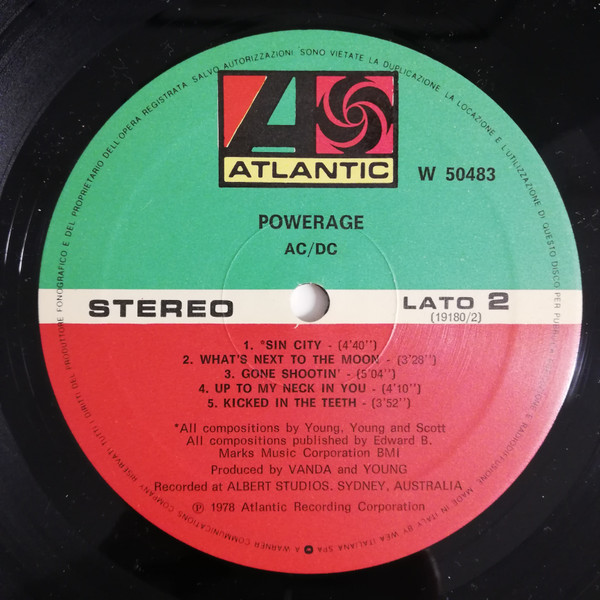 ATLANTIC
W 50483
POWERAGE
AC/DC
STEREO
LATO 2
(19180/2)
1. *SIN CITY - (4'40'')
2. WHAT'S NEXT TO THE MOON - (3'28'')
3. GONE SHOOTIN' - (5'04'')
4. UP TO MY NECK IN YOU - (4'10'')
5. KICKED IN THE TEETH - (3'52'')
*All compositions by Young, Young and Scott
All compositions published by Edward B.
Marks Music Corporation BMI
Produced by VANDA and YOUNG
Recorded at ALBERT STUDIOS. SYDNEY, AUSTRALIA
℗ 1978 Atlantic Recording Corporation
RISERVATI TUTTI I DIRITTI DEL PRODUTTORE FONOGRAFICO E DEL PROPRIETARIO DELL'OPERA REGISTRATA. SALVO AUTORIZZAZIONI SONO VIETATE LA DUPLICAZIONE. LA LOCAZIONE E L'UTILIZZAZIONE DI QUESTO DISCO PER E RADIODIFFUSIONE. MADE IN ITALY BY WEA ITALIANA SPA - A WARNER COMMUNICATIONS COMPANY